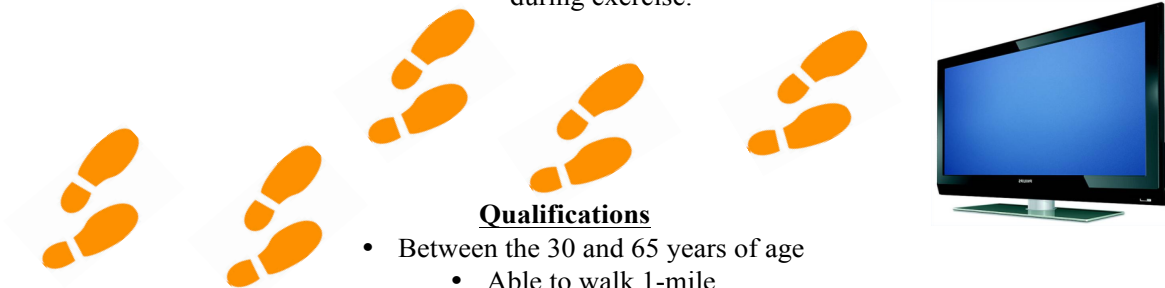 during exercise.
Qualifications
• Between the 30 and 65 years of age
• Able to walk 1-mile